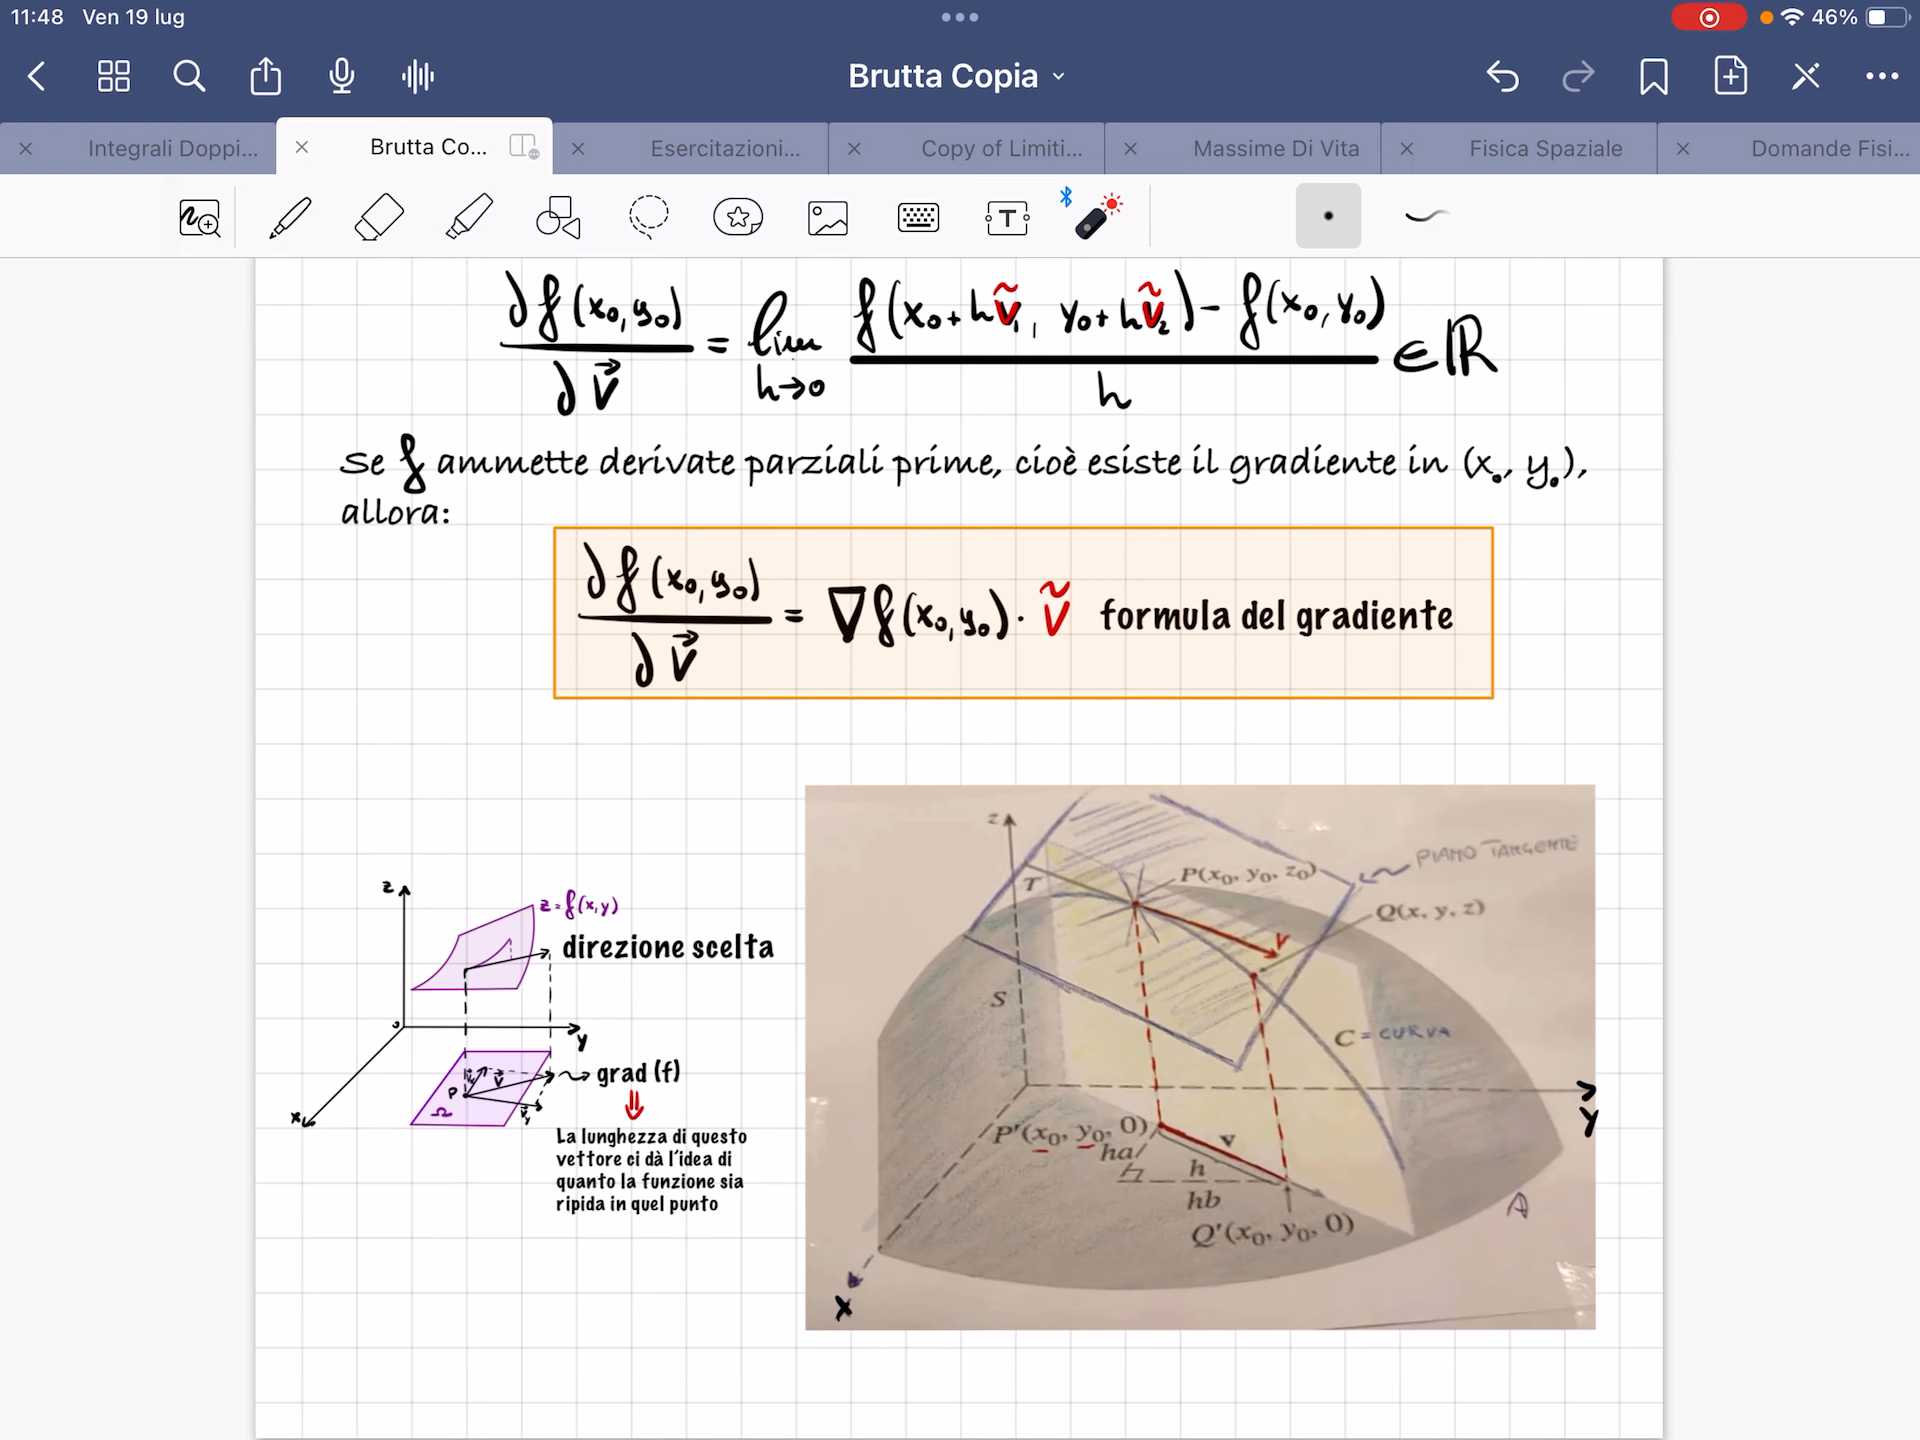 11:48 Ven 19 lug
46%
Brutta Copia
Integrali Doppi...
Brutta Co...
Esercitazioni...
Copy of Limiti...
Massime Di Vita
Fisica Spaziale
Domande Fisi...
∂f(x₀,y₀)/∂v⃗ = lim h→0 f(x₀+hṽ₁, y₀+hṽ₂)-f(x₀,y₀)/h ∈ℝ
Se f ammette derivate parziali prime, cioè esiste il gradiente in (x₀, y₀),
allora:
∂f(x₀,y₀)/∂v⃗ = ∇f(x₀,y₀)·ṽ formula del gradiente
z
z=f(x,y)
direzione scelta
y
x
P
v⃗
Ω
grad (f)
⇓
La lunghezza di questo
vettore ci dà l'idea di
quanto la funzione sia
ripida in quel punto
z
PIANO TANGENTE
T
P(x₀, y₀, z₀)
Q(x, y, z)
v
S
C = CURVA
y
P'(x₀, y₀, 0)
v
ha
h
hb
Q'(x₀, y₀, 0)
A
x